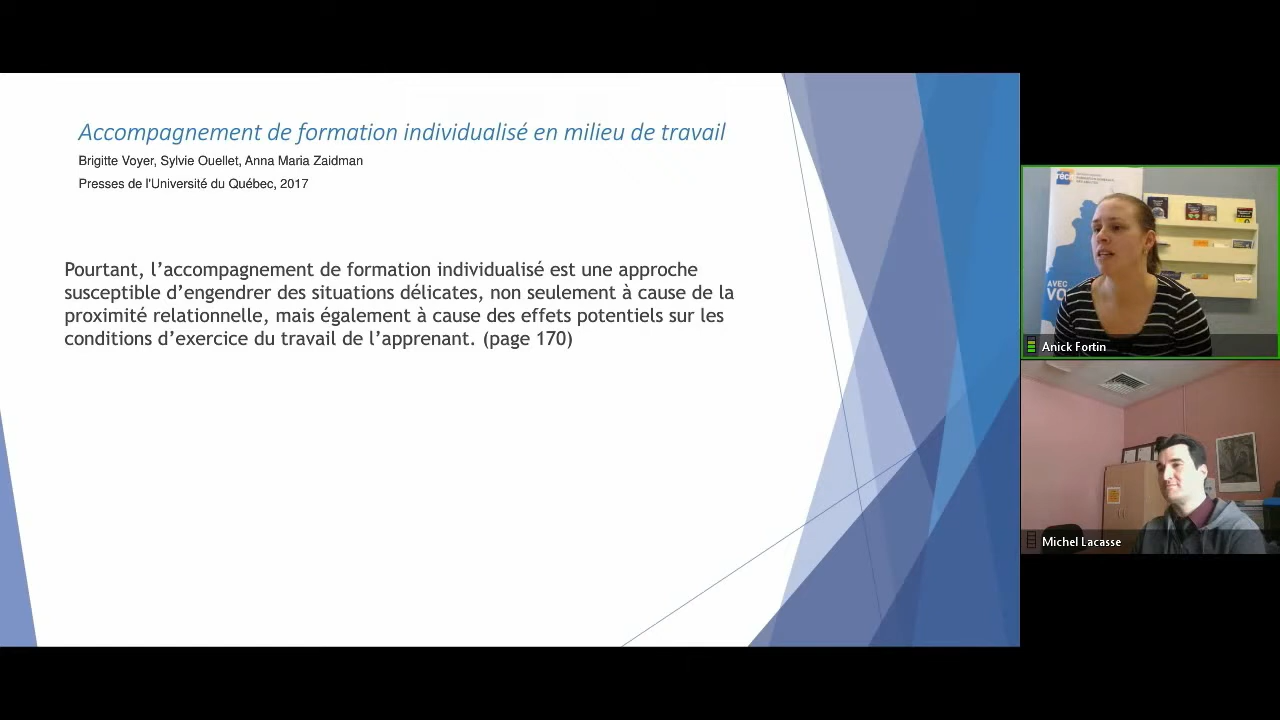 Accompagnement de formation individualisé en milieu de travail
Brigitte Voyer, Sylvie Ouellet, Anna Maria Zaidman
Presses de l'Université du Québec, 2017
Pourtant, l’accompagnement de formation individualisé est une approche
susceptible d’engendrer des situations délicates, non seulement à cause de la
proximité relationnelle, mais également à cause des effets potentiels sur les
conditions d’exercice du travail de l’apprenant. (page 170)
AVEC
VO
Anick Fortin
Michel Lacasse